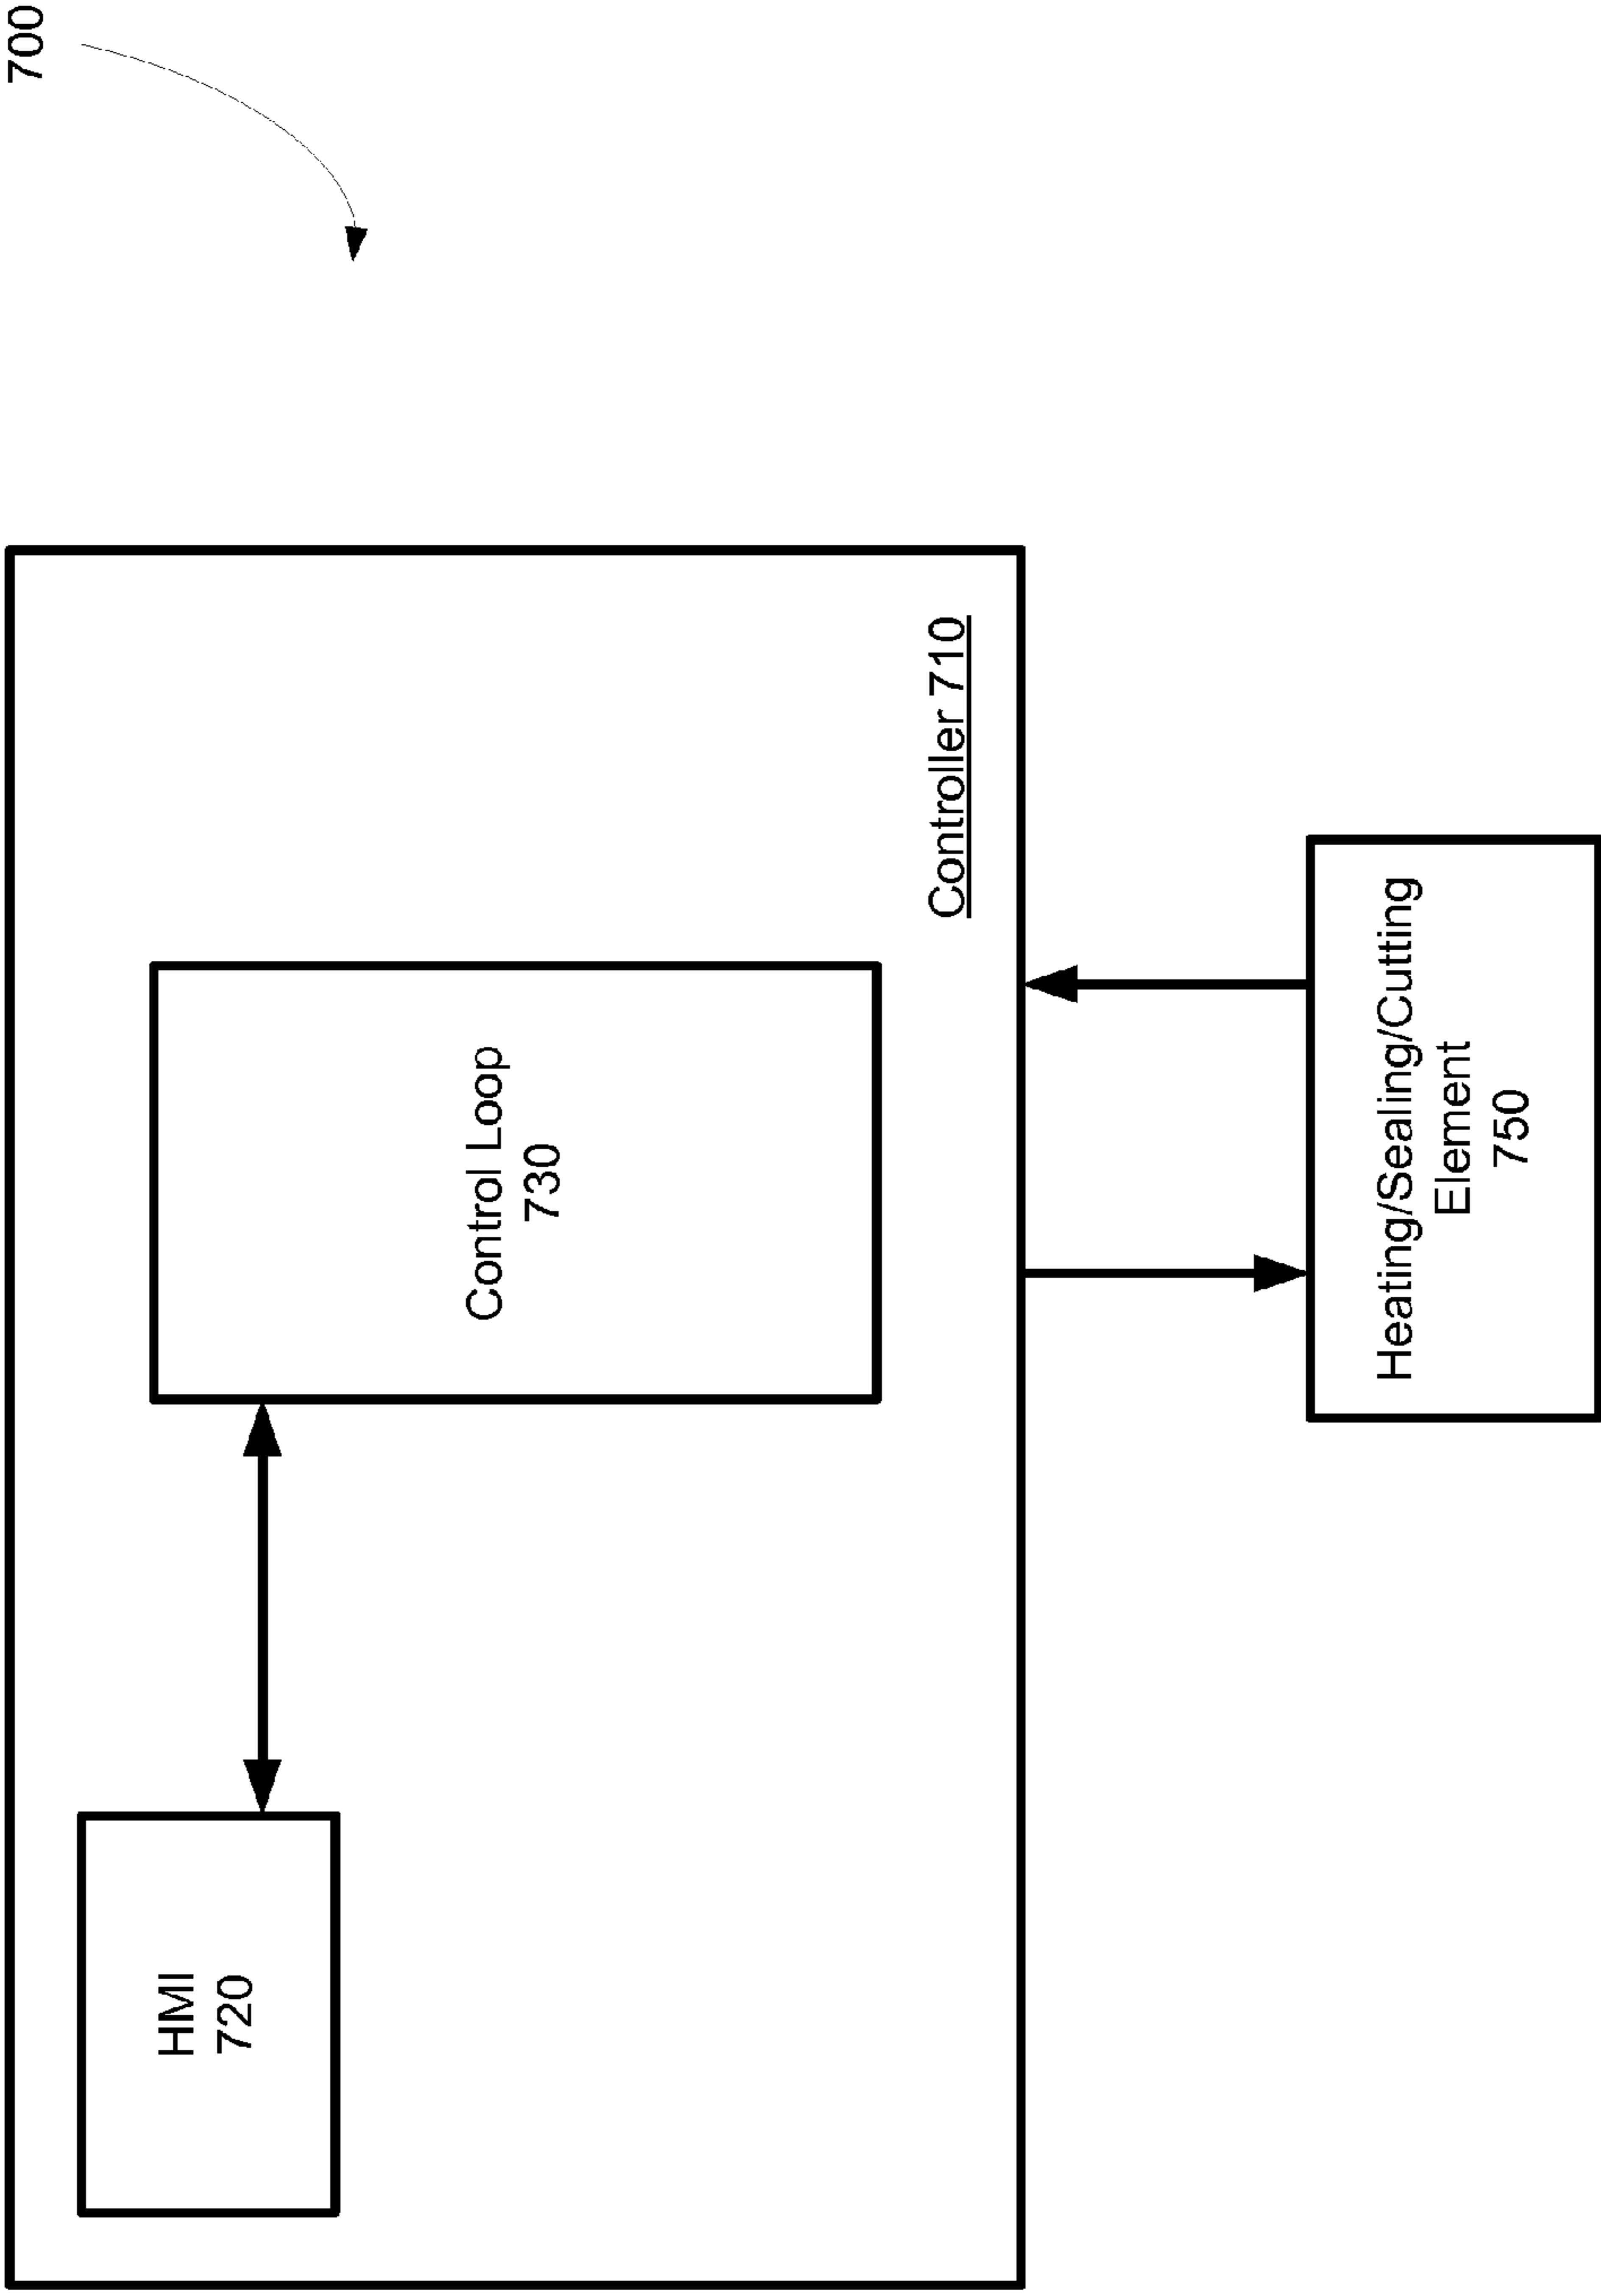 700
HMI
720
Control Loop
730
Controller 710
Heating/Sealing/Cutting
Element
750